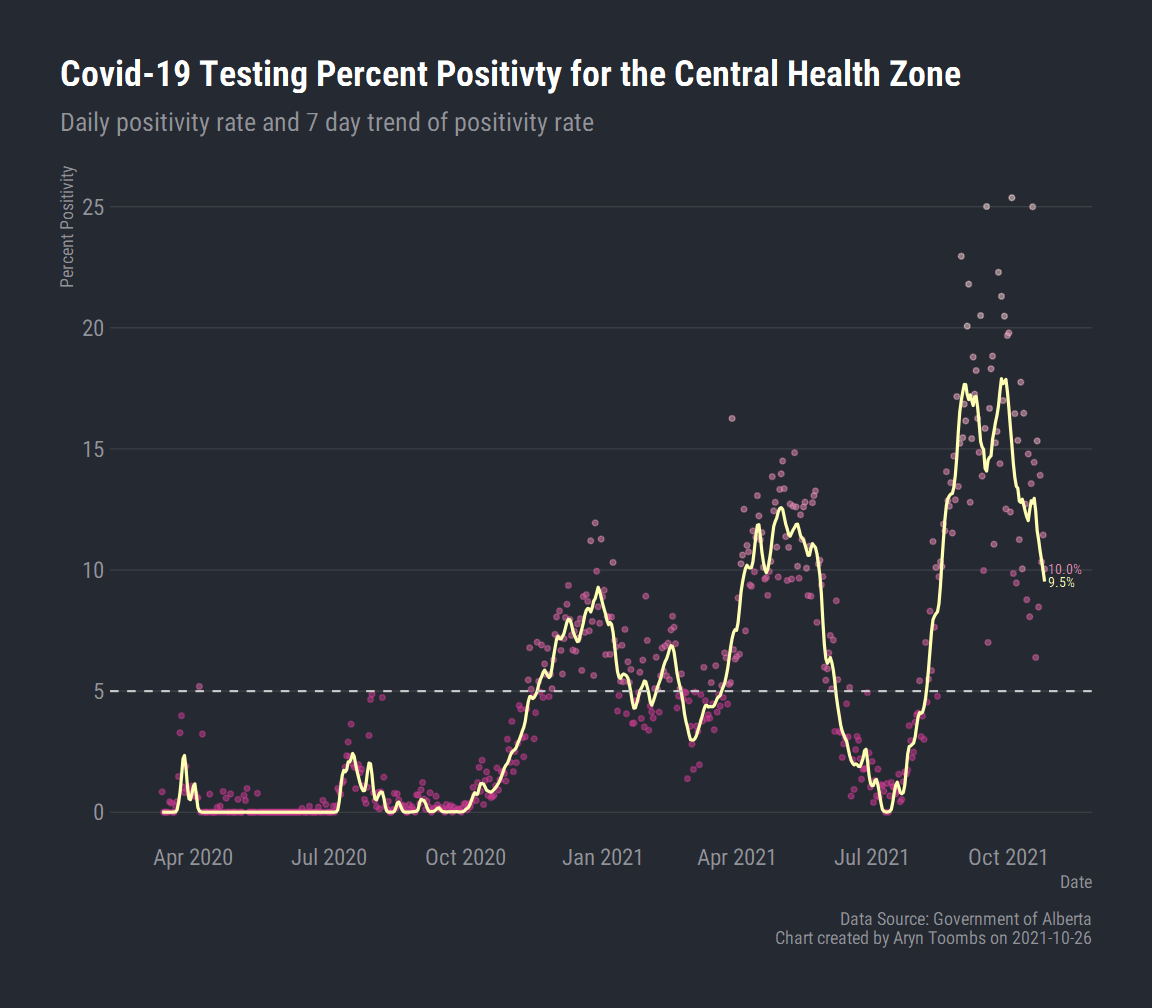 Covid-19 Testing Percent Positivty for the Central Health Zone
Daily positivity rate and 7 day trend of positivity rate
Percent Positivity
25
20
15
10
5
0
10.0%
9.5%
Apr 2020 Jul 2020 Oct 2020 Jan 2021 Apr 2021 Jul 2021 Oct 2021
Date
Data Source: Government of Alberta
Chart created by Aryn Toombs on 2021-10-26